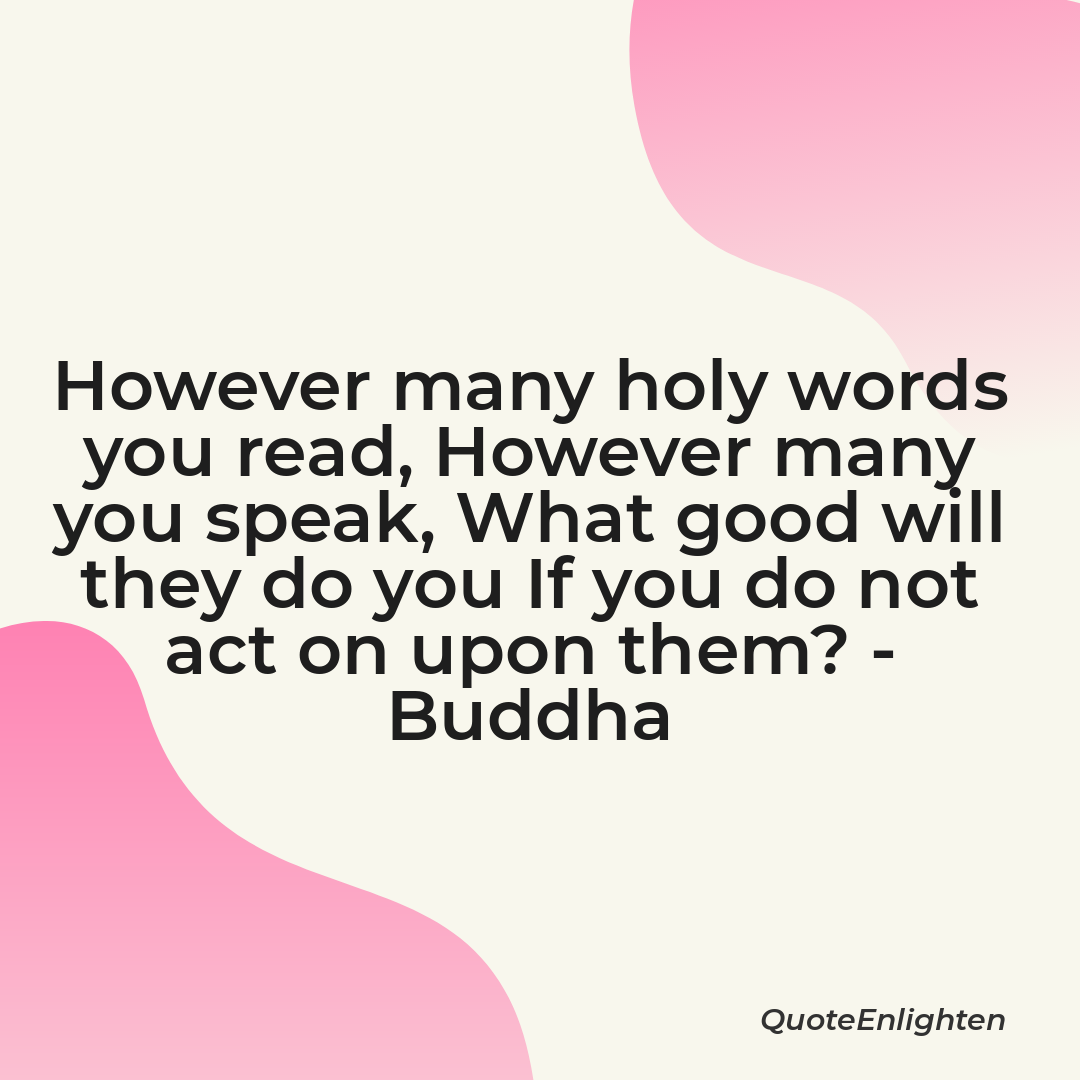 However many holy words
you read, However many
you speak, What good will
they do you If you do not
act on upon them? -
Buddha
QuoteEnlighten